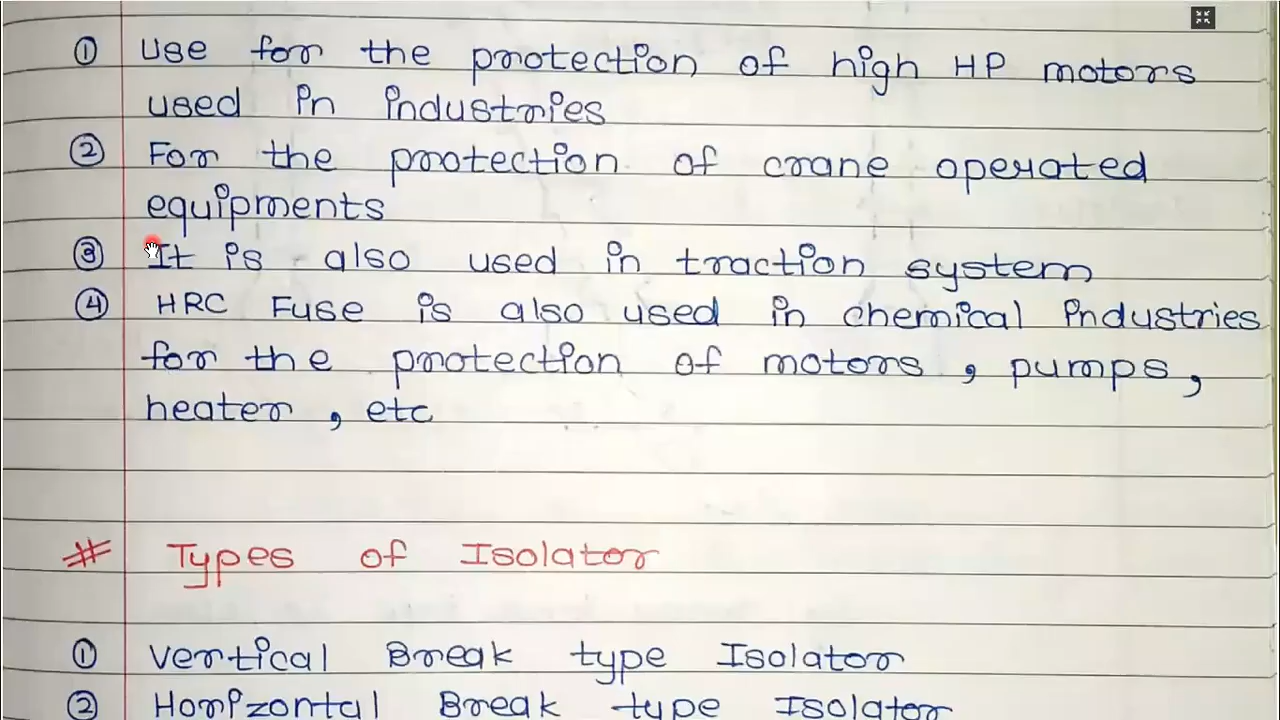 ① Use for the protection of high HP motors
used in industries
② For the protection of crane operated
equipments
③ It is also used in traction system
④ HRC Fuse is also used in chemical industries
for the protection of motors, pumps,
heater, etc
# Types of Isolator
① Vertical Break type Isolator
② Horizontal Break type Isolator